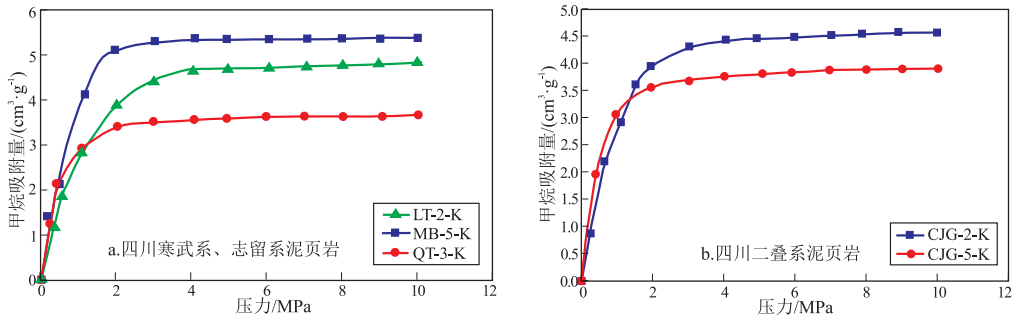 6
5
4
3
2
1
0
甲烷吸附量/(cm³·g⁻¹)
LT-2-K
MB-5-K
QT-3-K
a.四川寒武系、志留系泥页岩
0 2 4 6 8 10 12
压力/MPa
5.0
4.5
4.0
3.5
3.0
2.5
2.0
1.5
1.0
0.5
0.0
甲烷吸附量/(cm³·g⁻¹)
CJG-2-K
CJG-5-K
b.四川二叠系泥页岩
0 2 4 6 8 10 12
压力/MPa